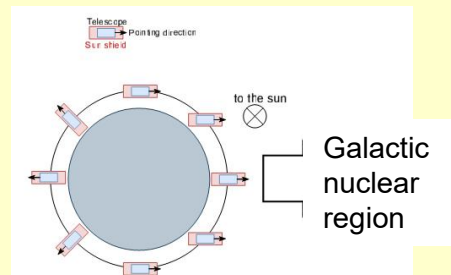 Telescope
Pointing direction
Sun shield
to the sun
Galactic
nuclear
region